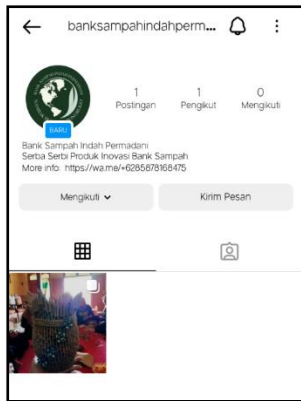 banksampahindahperm...
1
Postingan
1
Pengikut
0
Mengikuti
BARU
Bank Sampah Indah Permadani
Serba Serbi Produk Inovasi Bank Sampah
More info: https://wa.me/+6285878168475
Mengikuti
Kirim Pesan